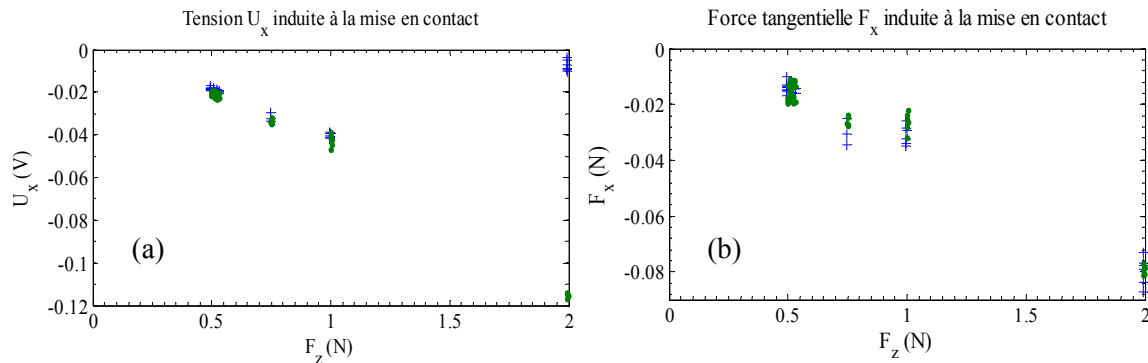 Tension U_x induite à la mise en contact
0
-0.02
-0.04
-0.06
-0.08
-0.1
-0.12
U_x (V)
(a)
0 0.5 1 1.5 2
F_z (N)
Force tangentielle F_x induite à la mise en contact
0
-0.02
-0.04
-0.06
-0.08
F_x (N)
(b)
0 0.5 1 1.5 2
F_z (N)